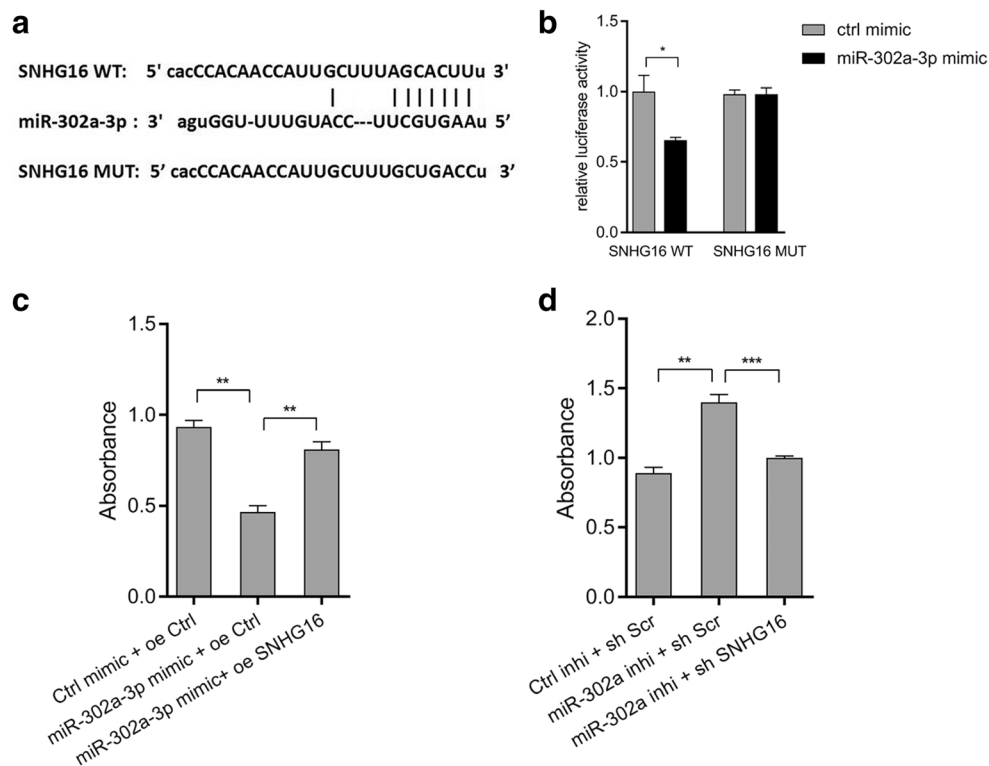 a
SNHG16 WT: 5' cacCCACAACCAUUGCUUUAGCACUUu 3'
| | | | | | | |
miR-302a-3p : 3' aguGGU-UUUGUACC---UUCGUGAAu 5’
SNHG16 MUT: 5’ cacCCACAACCAUUGCUUUGCUGACCu 3’
b
relative luciferase activity
1.5
1.0
0.5
0.0
*
SNHG16 WT
SNHG16 MUT
ctrl mimic
miR-302a-3p mimic
c
Absorbance
1.5
1.0
0.5
0.0
**
**
Ctrl mimic + oe Ctrl
miR-302a-3p mimic + oe Ctrl
miR-302a-3p mimic+ oe SNHG16
d
Absorbance
2.0
1.5
1.0
0.5
0.0
**
***
Ctrl inhi + sh Scr
miR-302a inhi + sh Scr
miR-302a inhi + sh SNHG16